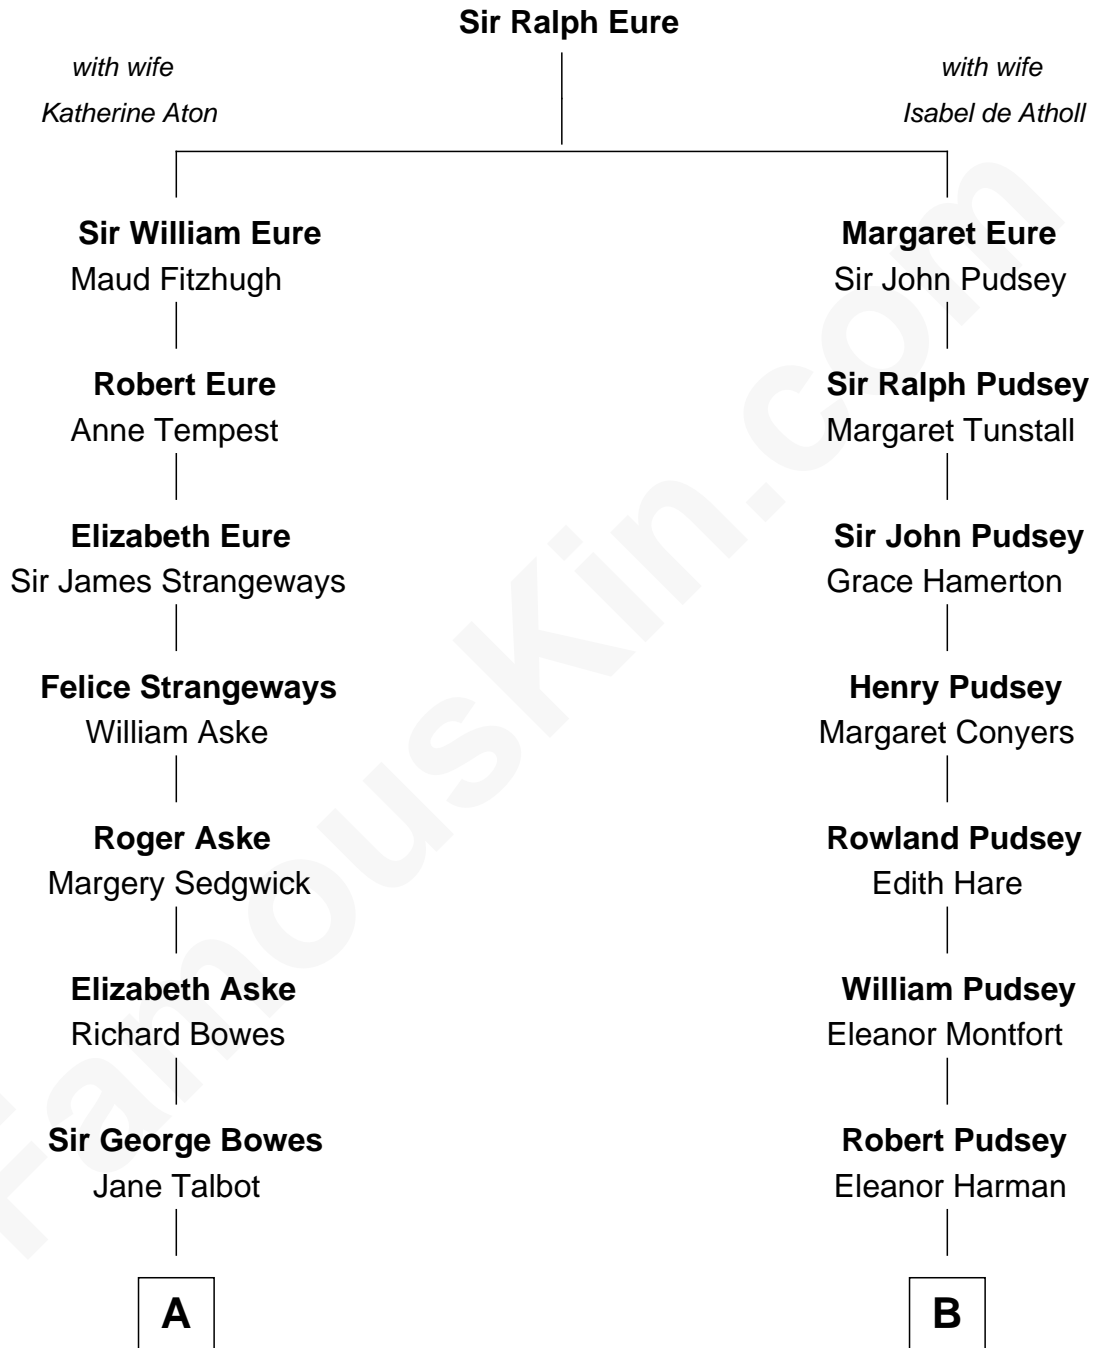 Sir Ralph Eure
with wife
Katherine Aton
with wife
Isabel de Atholl
Sir William Eure
Maud Fitzhugh
Margaret Eure
Sir John Pudsey
Robert Eure
Anne Tempest
Sir Ralph Pudsey
Margaret Tunstall
Elizabeth Eure
Sir James Strangeways
Sir John Pudsey
Grace Hamerton
Felice Strangeways
William Aske
Henry Pudsey
Margaret Conyers
Roger Aske
Margery Sedgwick
Rowland Pudsey
Edith Hare
Elizabeth Aske
Richard Bowes
William Pudsey
Eleanor Montfort
Sir George Bowes
Jane Talbot
Robert Pudsey
Eleanor Harman
A
B
FamousKin.com